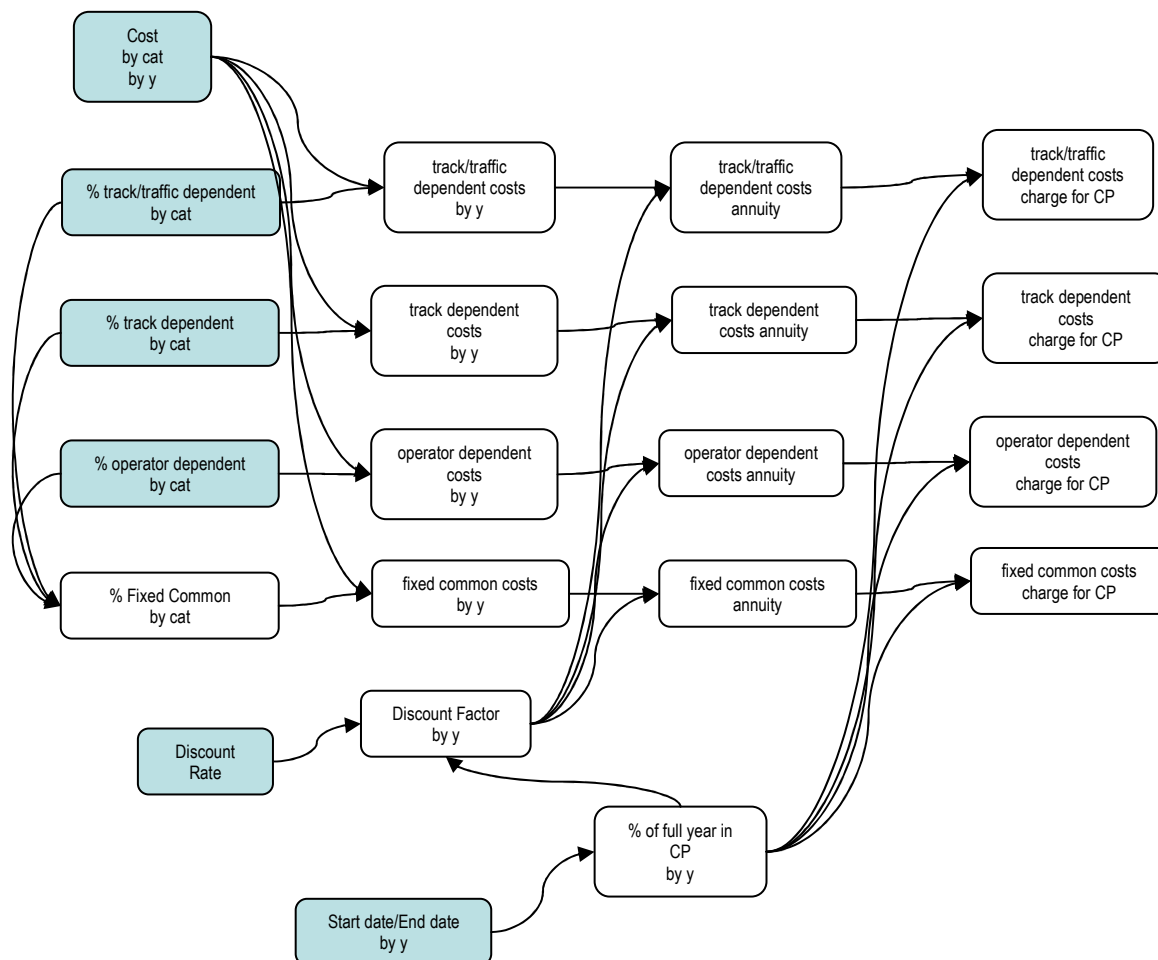 Cost
by cat
by y
% track/traffic dependent
by cat
track/traffic
dependent costs
by y
track/traffic
dependent costs
annuity
track/traffic
dependent costs
charge for CP
% track dependent
by cat
track dependent
costs
by y
track dependent
costs annuity
track dependent
costs
charge for CP
% operator dependent
by cat
operator dependent
costs
by y
operator dependent
costs annuity
operator dependent
costs
charge for CP
% Fixed Common
by cat
fixed common costs
by y
fixed common costs
annuity
fixed common costs
charge for CP
Discount Factor
by y
Discount
Rate
% of full year in
CP
by y
Start date/End date
by y